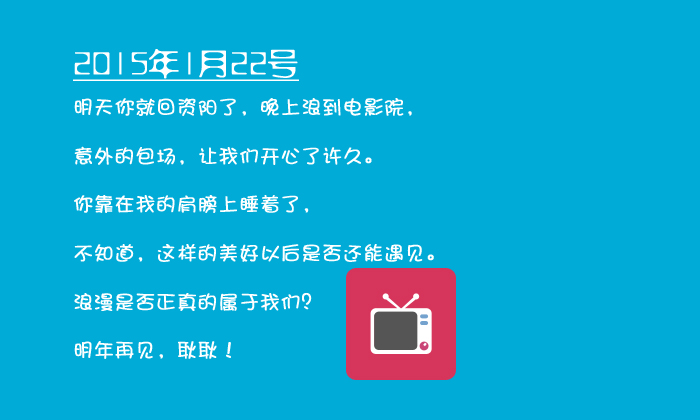 2015年1月22号
明天你就回资阳了，晚上浪到电影院，
意外的包场，让我们开心了许久。
你靠在我的肩膀上睡着了，
不知道，这样的美好以后是否还能遇见。
浪漫是否正真的属于我们？
明年再见，耿耿！